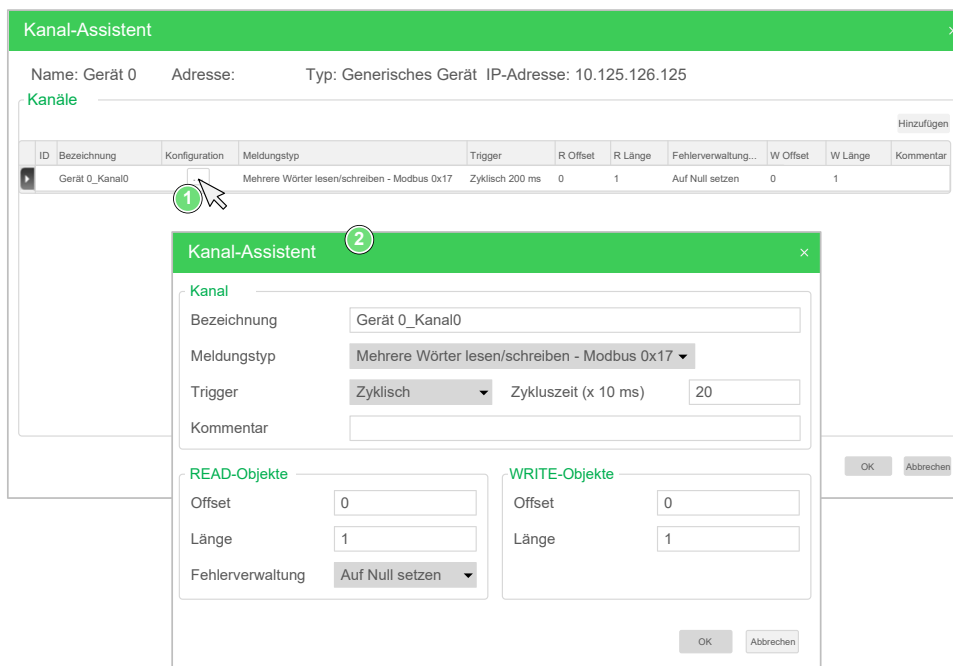 Kanal-Assistent ×
Name: Gerät 0 Adresse: Typ: Generisches Gerät IP-Adresse: 10.125.126.125
Kanäle
Hinzufügen
ID Bezeichnung Konfiguration Meldungstyp Trigger R Offset R Länge Fehlerverwaltung... W Offset W Länge Kommentar
Gerät 0_Kanal0 ... Mehrere Wörter lesen/schreiben - Modbus 0x17 Zyklisch 200 ms 0 1 Auf Null setzen 0 1
1
2
Kanal-Assistent ×
Kanal
Bezeichnung Gerät 0_Kanal0
Meldungstyp Mehrere Wörter lesen/schreiben - Modbus 0x17
Trigger Zyklisch Zykluszeit (x 10 ms) 20
Kommentar
READ-Objekte WRITE-Objekte
Offset 0 Offset 0
Länge 1 Länge 1
Fehlerverwaltung Auf Null setzen
OK Abbrechen
OK Abbrechen